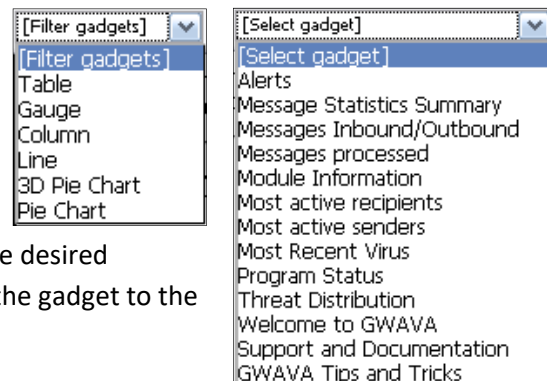 [Filter gadgets]
[Filter gadgets]
Table
Gauge
Column
Line
3D Pie Chart
Pie Chart
e desired
the gadget to the
[Select gadget]
[Select gadget]
Alerts
Message Statistics Summary
Messages Inbound/Outbound
Messages processed
Module Information
Most active recipients
Most active senders
Most Recent Virus
Program Status
Threat Distribution
Welcome to GWAVA
Support and Documentation
GWAVA Tips and Tricks